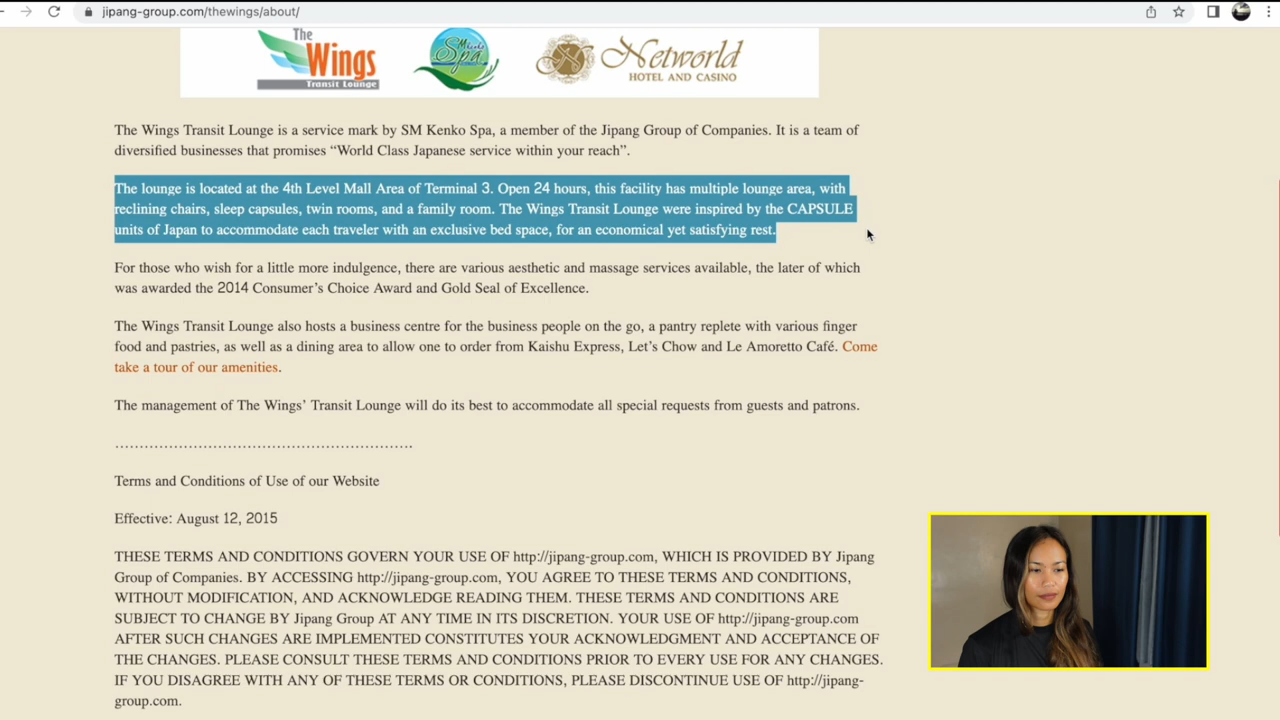 jipang-group.com/thewings/about/
The
Wings
Transit Lounge
SM Kenko
Spa
Networld
HOTEL AND CASINO
The Wings Transit Lounge is a service mark by SM Kenko Spa, a member of the Jipang Group of Companies. It is a team of
diversified businesses that promises “World Class Japanese service within your reach”.
The lounge is located at the 4th Level Mall Area of Terminal 3. Open 24 hours, this facility has multiple lounge area, with
reclining chairs, sleep capsules, twin rooms, and a family room. The Wings Transit Lounge were inspired by the CAPSULE
units of Japan to accommodate each traveler with an exclusive bed space, for an economical yet satisfying rest.
For those who wish for a little more indulgence, there are various aesthetic and massage services available, the later of which
was awarded the 2014 Consumer’s Choice Award and Gold Seal of Excellence.
The Wings Transit Lounge also hosts a business centre for the business people on the go, a pantry replete with various finger
food and pastries, as well as a dining area to allow one to order from Kaishu Express, Let’s Chow and Le Amoretto Café. Come
take a tour of our amenities.
The management of The Wings’ Transit Lounge will do its best to accommodate all special requests from guests and patrons.
………………………………………………….
Terms and Conditions of Use of our Website
Effective: August 12, 2015
THESE TERMS AND CONDITIONS GOVERN YOUR USE OF http://jipang-group.com, WHICH IS PROVIDED BY Jipang
Group of Companies. BY ACCESSING http://jipang-group.com, YOU AGREE TO THESE TERMS AND CONDITIONS,
WITHOUT MODIFICATION, AND ACKNOWLEDGE READING THEM. THESE TERMS AND CONDITIONS ARE
SUBJECT TO CHANGE BY Jipang Group AT ANY TIME IN ITS DISCRETION. YOUR USE OF http://jipang-group.com
AFTER SUCH CHANGES ARE IMPLEMENTED CONSTITUTES YOUR ACKNOWLEDGMENT AND ACCEPTANCE OF
THE CHANGES. PLEASE CONSULT THESE TERMS AND CONDITIONS PRIOR TO EVERY USE FOR ANY CHANGES.
IF YOU DISAGREE WITH ANY OF THESE TERMS OR CONDITIONS, PLEASE DISCONTINUE USE OF http://jipang-
group.com.